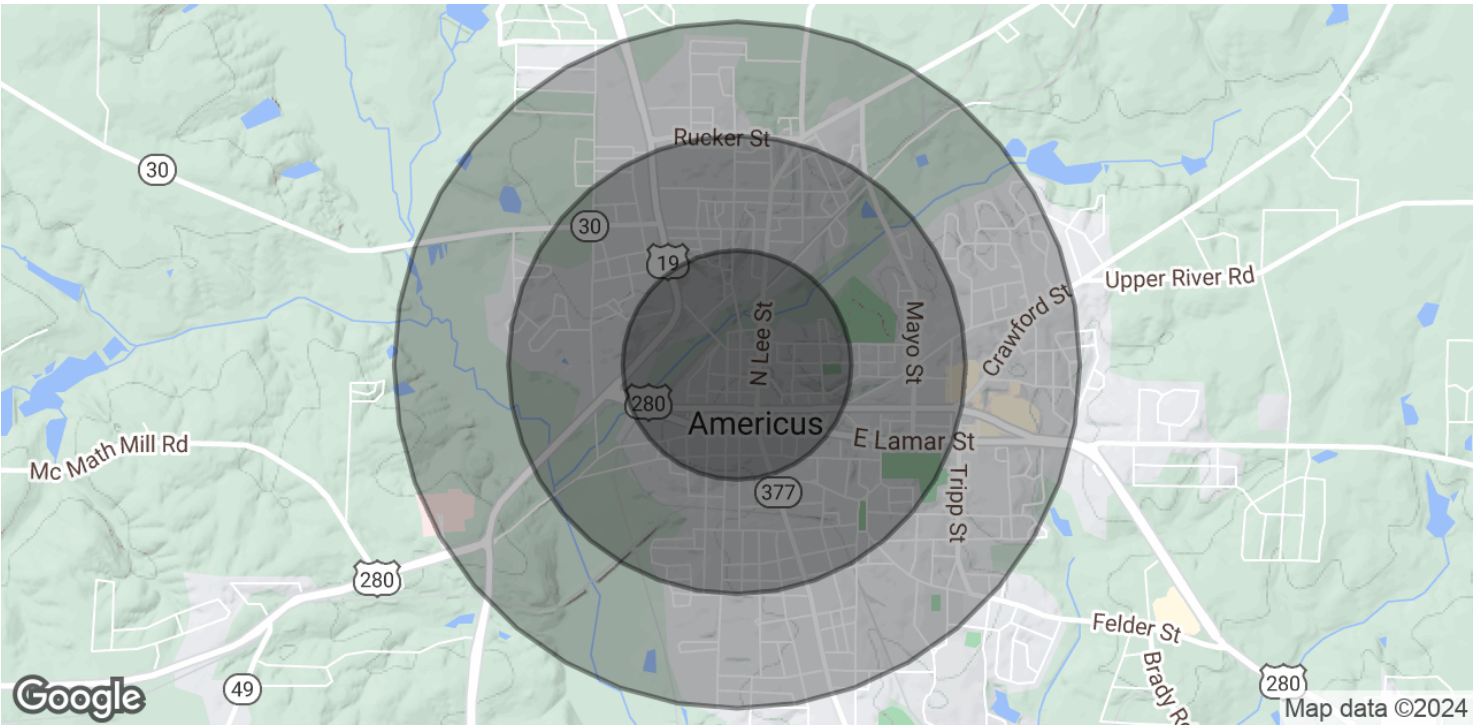 Rucker St
30
30
19
Upper River Rd
N Lee St
Mayo St
Crawford St
280
Americus
E Lamar St
Mc Math Mill Rd
377
Tripp St
280
Felder St
Brady R
49
280
Google
Map data ©2024